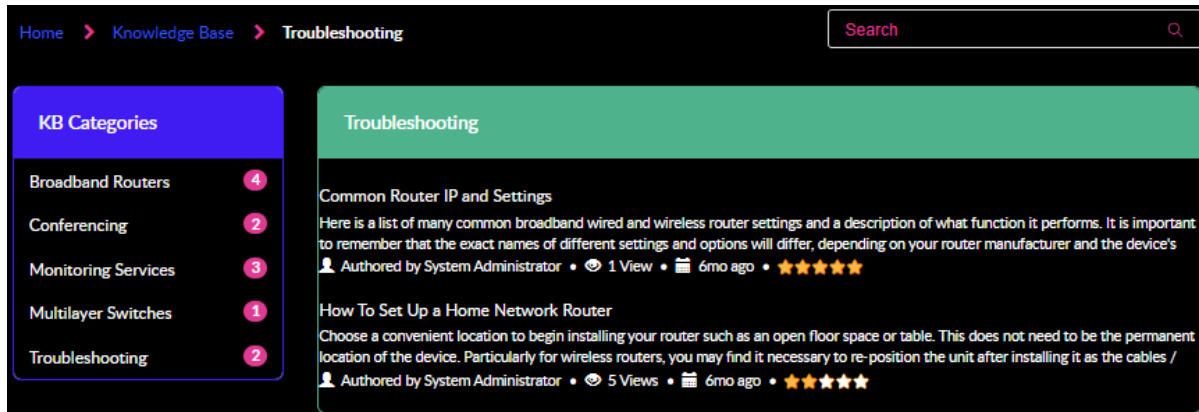 Home > Knowledge Base > Troubleshooting
Search
KB Categories
Broadband Routers 4
Conferencing 2
Monitoring Services 3
Multilayer Switches 1
Troubleshooting 2
Troubleshooting
Common Router IP and Settings
Here is a list of many common broadband wired and wireless router settings and a description of what function it performs. It is important
to remember that the exact names of different settings and options will differ, depending on your router manufacturer and the device's
Authored by System Administrator • 1 View • 6mo ago •
How To Set Up a Home Network Router
Choose a convenient location to begin installing your router such as an open floor space or table. This does not need to be the permanent
location of the device. Particularly for wireless routers, you may find it necessary to re-position the unit after installing it as the cables /
Authored by System Administrator • 5 Views • 6mo ago •